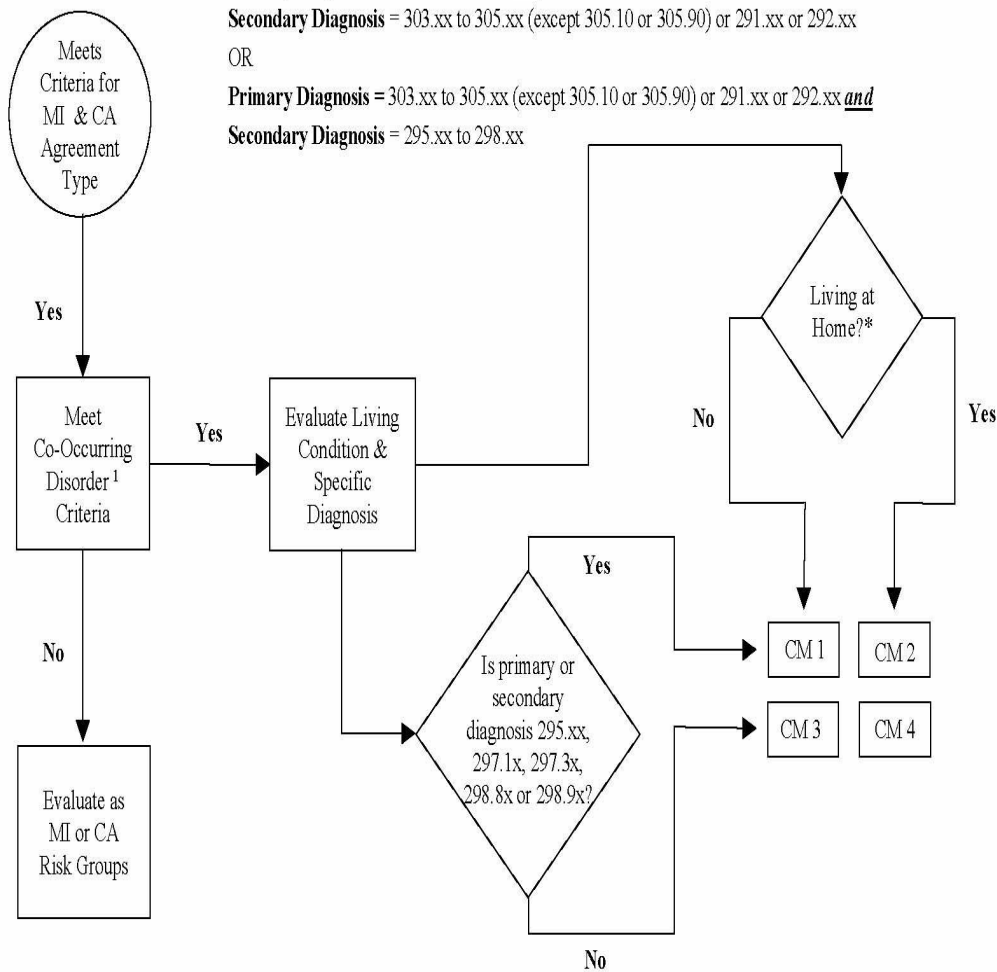 Secondary Diagnosis = 303.xx to 305.xx (except 305.10 or 305.90) or 291.xx or 292.xx
OR
Primary Diagnosis = 303.xx to 305.xx (except 305.10 or 305.90) or 291.xx or 292.xx and
Secondary Diagnosis = 295.xx to 298.xx
Meets
Criteria for
MI & CA
Agreement
Type
Yes
Meet
Co-Occurring
Disorder ¹
Criteria
Yes
Evaluate Living
Condition &
Specific
Diagnosis
Living at
Home?*
No
Yes
No
Evaluate as
MI or CA
Risk Groups
Is primary or
secondary
diagnosis 295.xx,
297.1x, 297.3x,
298.8x or 298.9x?
Yes
No
CM 1
CM 2
CM 3
CM 4